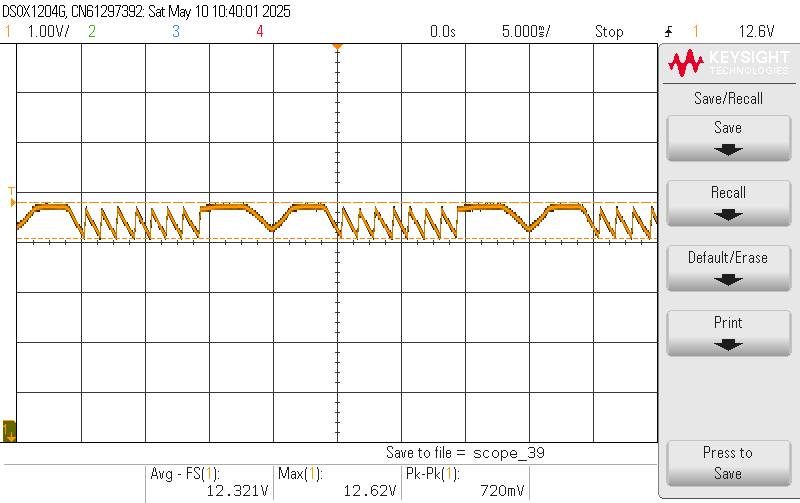 DSOX1204G, CN61297392: Sat May 10 10:40:01 2025
1 1.00V/ 2 3 4 0.0s 5.000ms/ Stop 1 12.6V
KEYSIGHT
TECHNOLOGIES
Save/Recall
Save
Recall
Default/Erase
Print
Press to
Save
T
1
Save to file = scope_39
Avg - FS(1): Max(1): Pk-Pk(1):
12.321V 12.62V 720mV